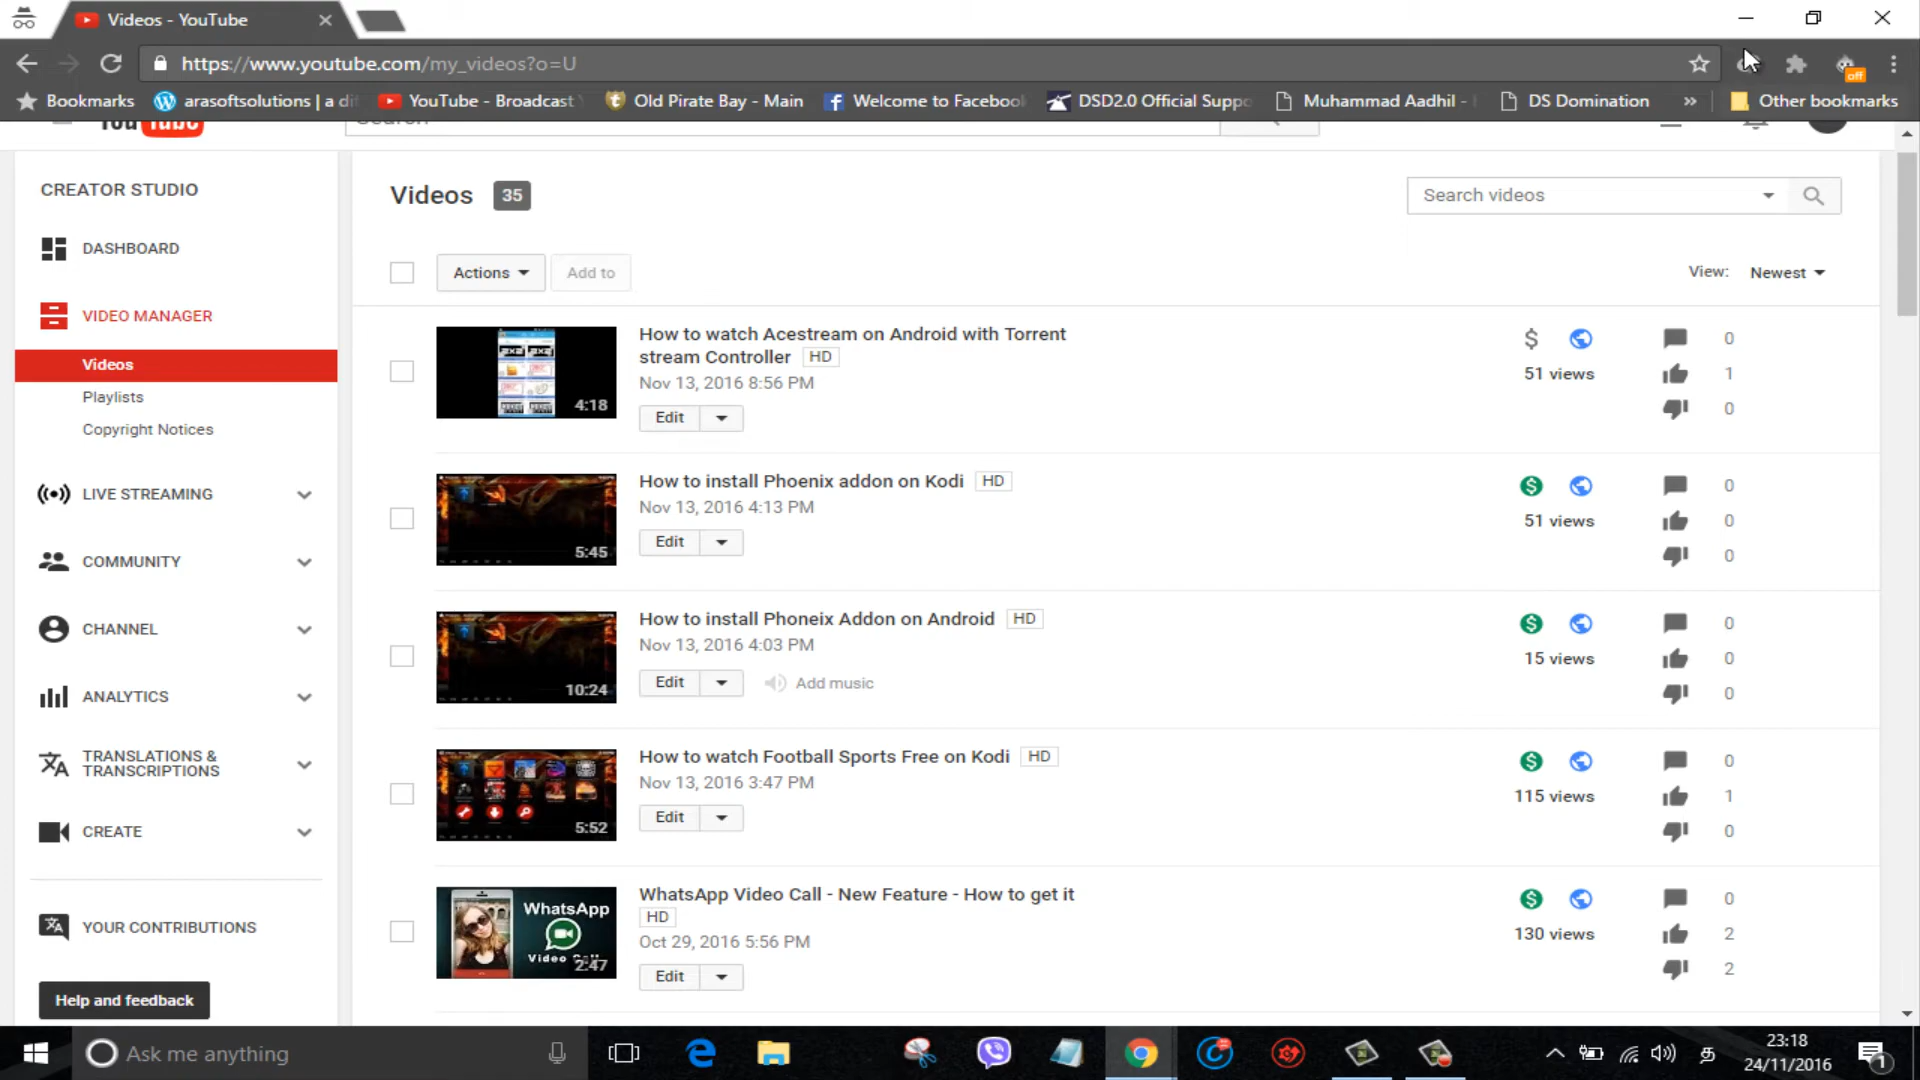 Videos - YouTube
https://www.youtube.com/my_videos?o=U
off
Bookmarks
arasoftsolutions | a di
YouTube - Broadcast
Old Pirate Bay - Main
Welcome to Facebook
DSD2.0 Official Suppo
Muhammad Aadhil -
DS Domination
»
Other bookmarks
YouTube
Search
CREATOR STUDIO
DASHBOARD
VIDEO MANAGER
Videos
Playlists
Copyright Notices
LIVE STREAMING
COMMUNITY
CHANNEL
ANALYTICS
TRANSLATIONS &
TRANSCRIPTIONS
CREATE
YOUR CONTRIBUTIONS
Help and feedback
Videos 35
Search videos
Actions Add to
View: Newest
4:18
How to watch Acestream on Android with Torrent
stream Controller HD
Nov 13, 2016 8:56 PM
Edit
51 views
0
1
0
5:45
How to install Phoenix addon on Kodi HD
Nov 13, 2016 4:13 PM
Edit
51 views
0
0
0
10:24
How to install Phoneix Addon on Android HD
Nov 13, 2016 4:03 PM
Edit Add music
15 views
0
0
0
5:52
How to watch Football Sports Free on Kodi HD
Nov 13, 2016 3:47 PM
Edit
115 views
0
1
0
WhatsApp
Video Call
2:47
WhatsApp Video Call - New Feature - How to get it
HD
Oct 29, 2016 5:56 PM
Edit
130 views
0
2
2
Ask me anything
த
23:18
24/11/2016
1